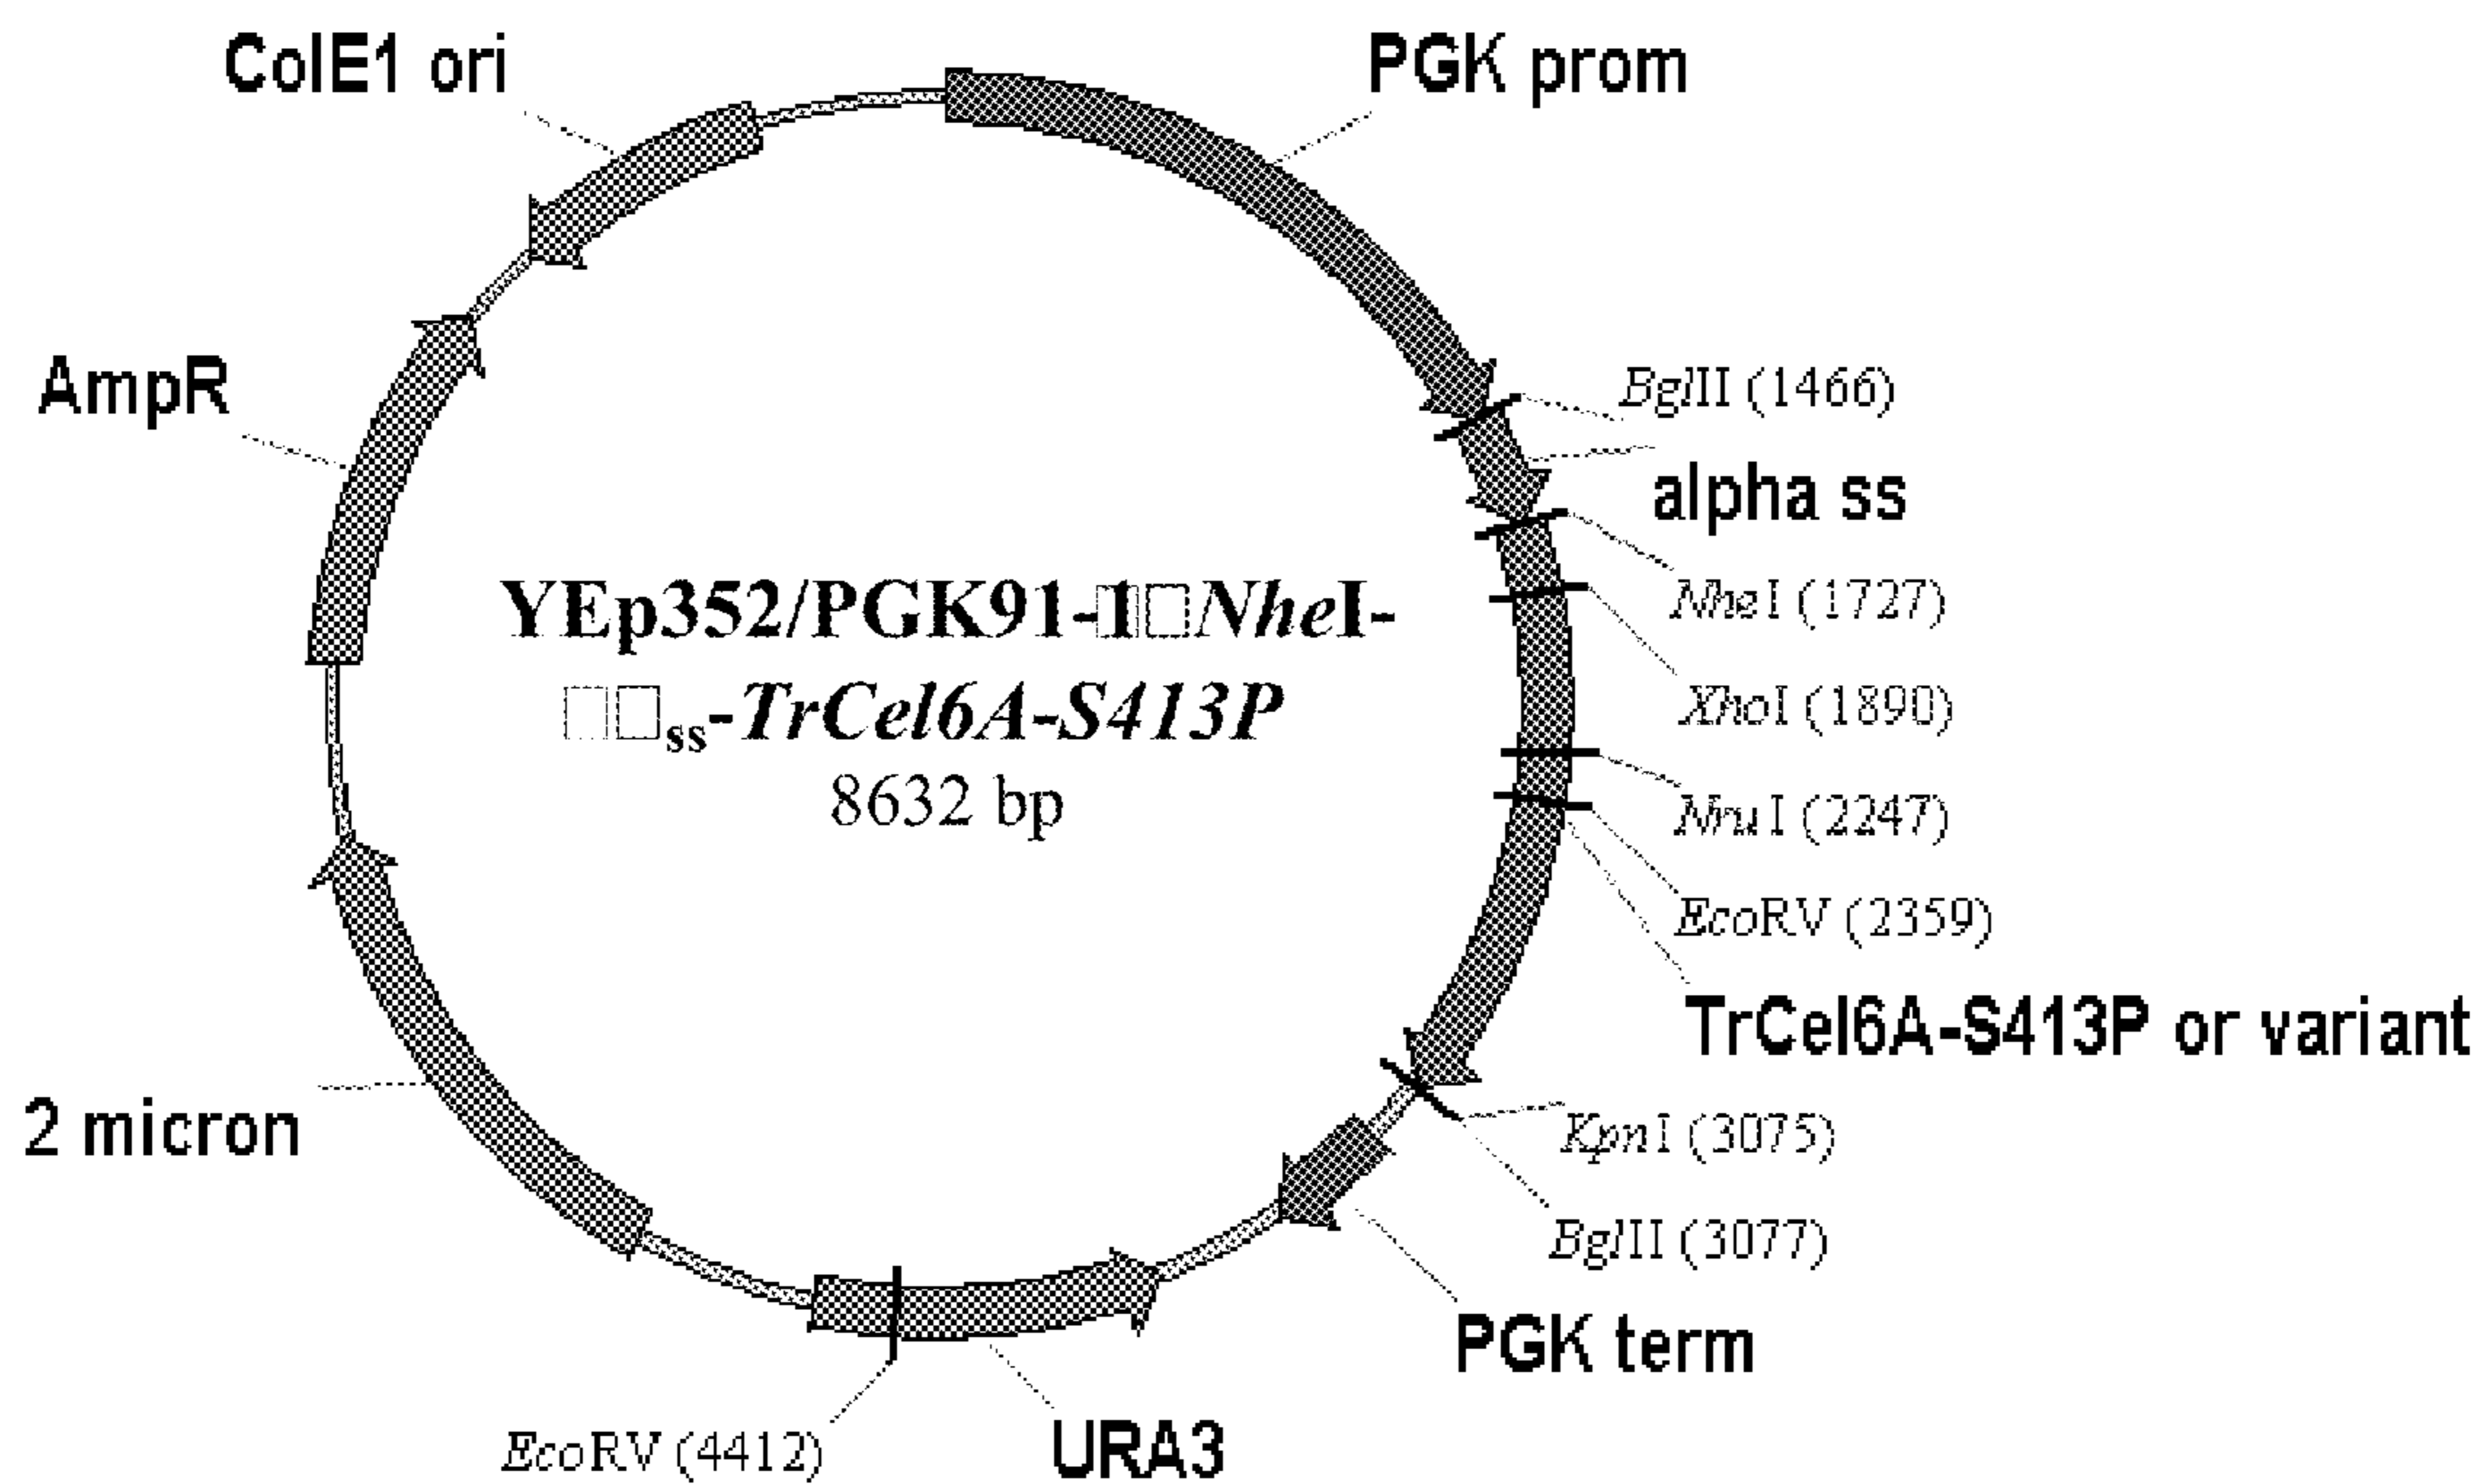 ColE1 ori
PGK prom
AmpR
BglII (1466)
alpha ss
NheI (1727)
XhoI (1890)
NruI (2247)
EcoRV (2359)
TrCel6A-S413P or variant
KpnI (3075)
BglII (3077)
PGK term
URA3
EcoRV (4412)
2 micron
YEp352/PGK91-□1□NheI-
□□ss-TrCel6A-S413P
8632 bp